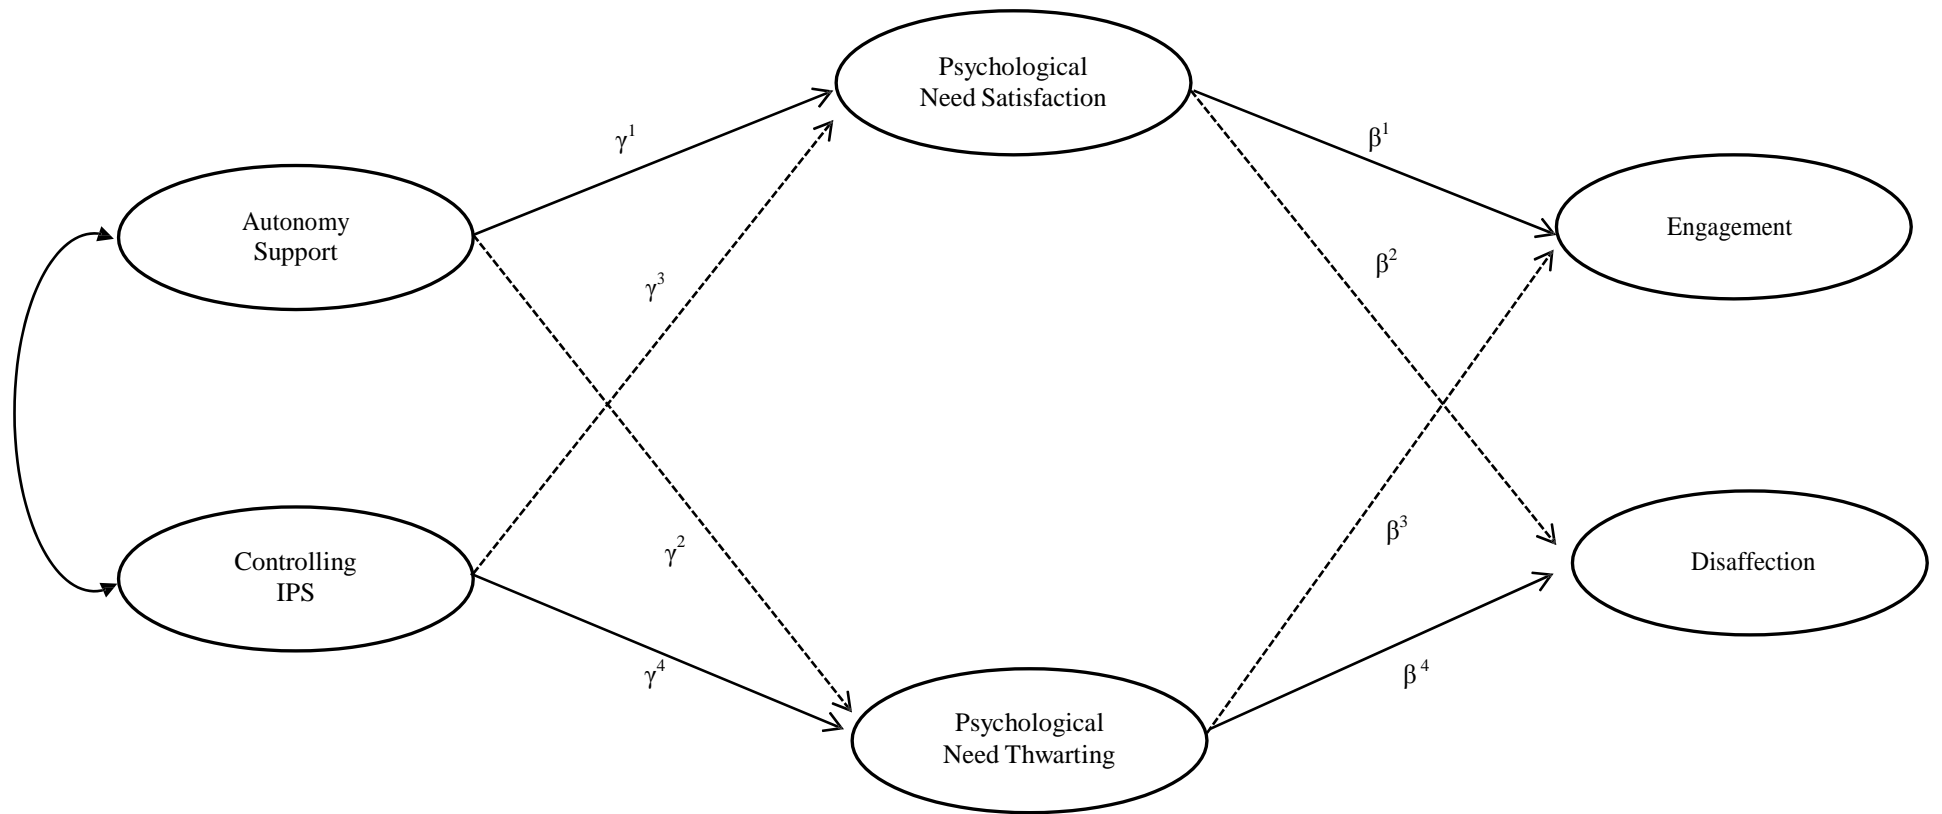 Psychological
Need Satisfaction
γ¹
β¹
Autonomy
Support
Engagement
γ³
β²
γ²
β³
Controlling
IPS
Disaffection
γ⁴
β⁴
Psychological
Need Thwarting